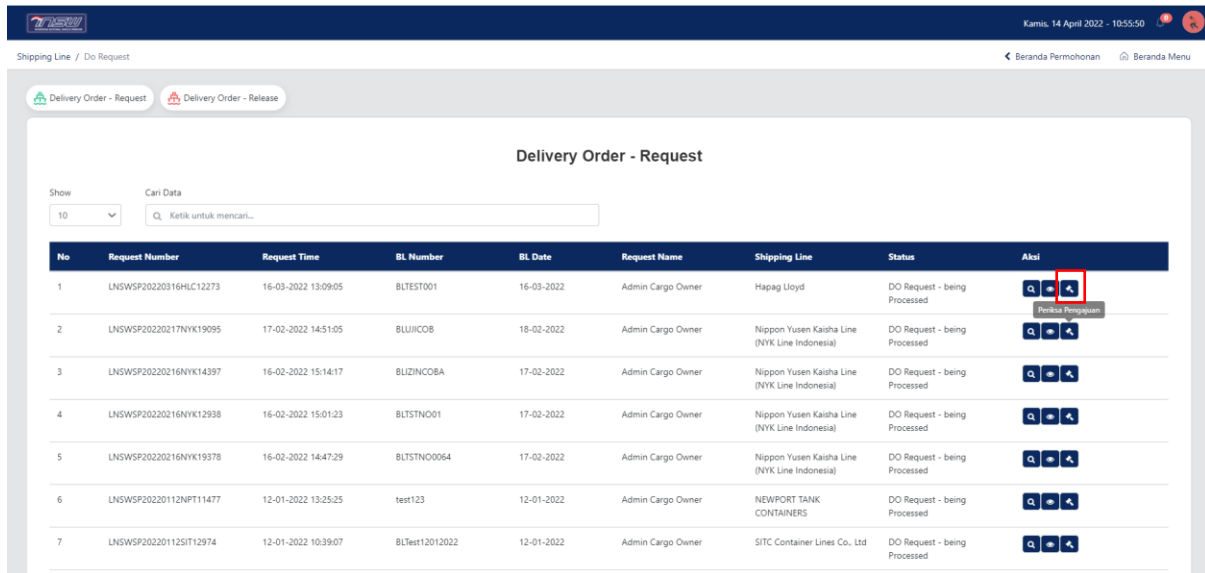 INSW
Kamis, 14 April 2022 - 10:55:50
0
Shipping Line / Do Request
Beranda Permohonan
Beranda Menu
Delivery Order - Request
Delivery Order - Release
Delivery Order - Request
Show
Cari Data
10
Ketik untuk mencari...
No Request Number Request Time BL Number BL Date Request Name Shipping Line Status Aksi
1 LNSWSP20220316HLC12273 16-03-2022 13:09:05 BLTEST001 16-03-2022 Admin Cargo Owner Hapag Lloyd DO Request - being
Processed
Periksa Pengajuan
2 LNSWSP20220217NYK19095 17-02-2022 14:51:05 BLUJICOB 18-02-2022 Admin Cargo Owner Nippon Yusen Kaisha Line DO Request - being
(NYK Line Indonesia) Processed
3 LNSWSP20220216NYK14397 16-02-2022 15:14:17 BLIZINCOBA 17-02-2022 Admin Cargo Owner Nippon Yusen Kaisha Line DO Request - being
(NYK Line Indonesia) Processed
4 LNSWSP20220216NYK12938 16-02-2022 15:01:23 BLTSTNO01 17-02-2022 Admin Cargo Owner Nippon Yusen Kaisha Line DO Request - being
(NYK Line Indonesia) Processed
5 LNSWSP20220216NYK19378 16-02-2022 14:47:29 BLTSTNO0064 17-02-2022 Admin Cargo Owner Nippon Yusen Kaisha Line DO Request - being
(NYK Line Indonesia) Processed
6 LNSWSP20220112NPT11477 12-01-2022 13:25:25 test123 12-01-2022 Admin Cargo Owner NEWPORT TANK DO Request - being
CONTAINERS Processed
7 LNSWSP20220112SIT12974 12-01-2022 10:39:07 BLTest12012022 12-01-2022 Admin Cargo Owner SITC Container Lines Co., Ltd DO Request - being
Processed